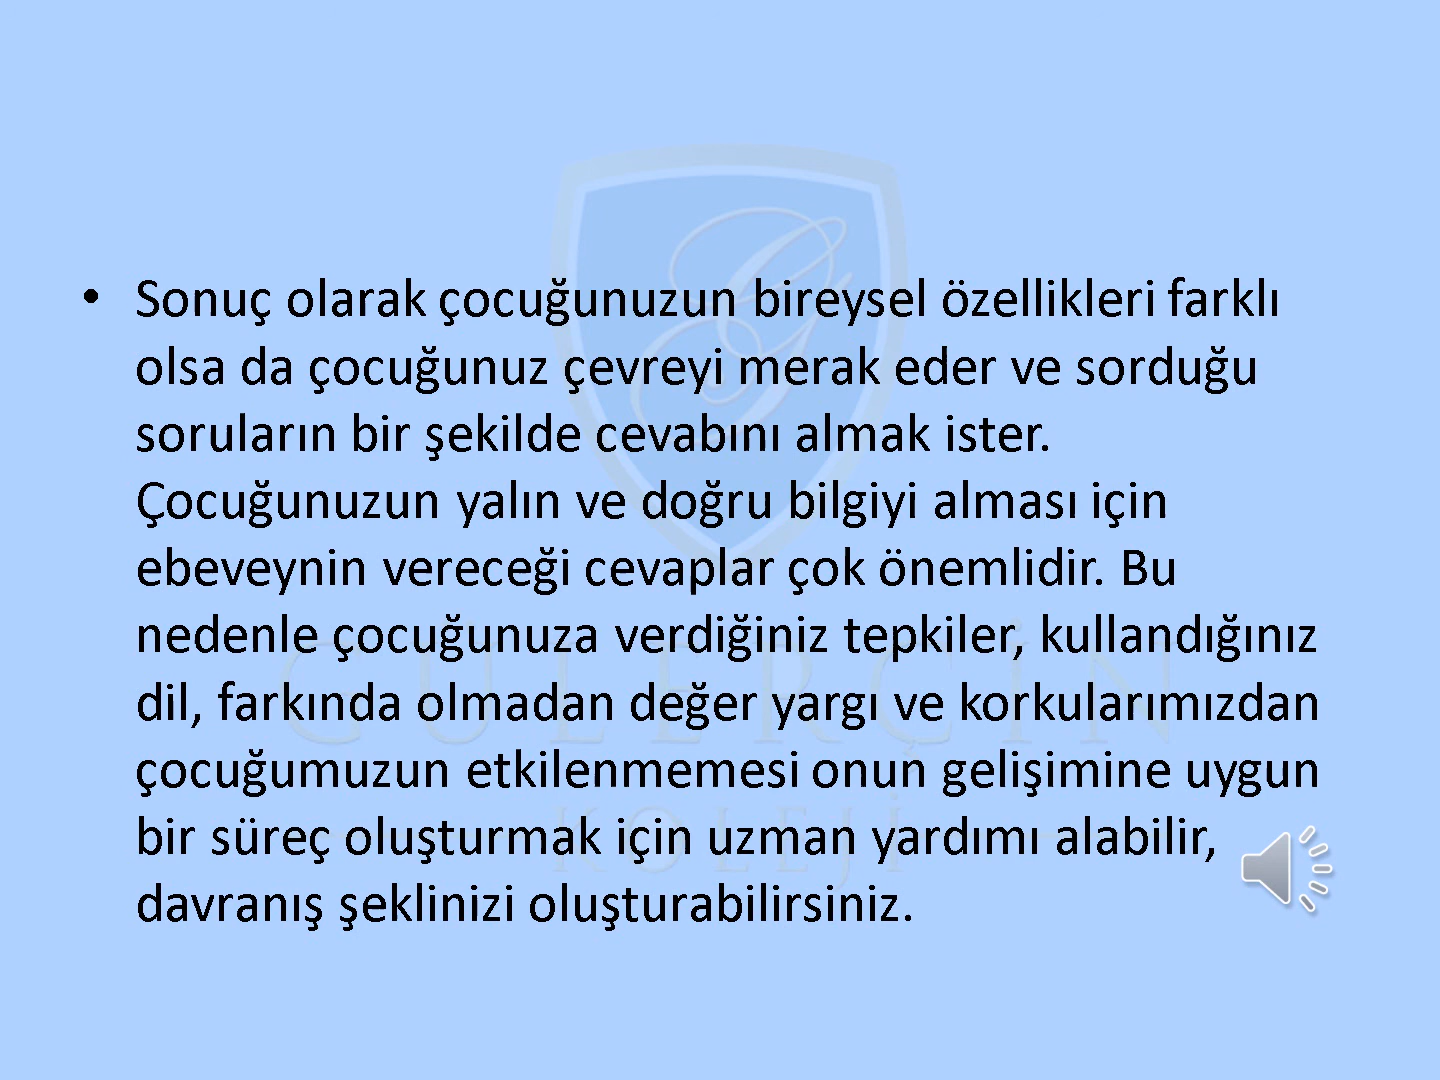 • Sonuç olarak çocuğunuzun bireysel özellikleri farklı
olsa da çocuğunuz çevreyi merak eder ve sorduğu
soruların bir şekilde cevabını almak ister.
Çocuğunuzun yalın ve doğru bilgiyi alması için
ebeveynin vereceği cevaplar çok önemlidir. Bu
nedenle çocuğunuza verdiğiniz tepkiler, kullandığınız
dil, farkında olmadan değer yargı ve korkularımızdan
çocuğumuzun etkilenmemesi onun gelişimine uygun
bir süreç oluşturmak için uzman yardımı alabilir,
davranış şeklinizi oluşturabilirsiniz.
G
GÜLERÇİN
KOLEJİ